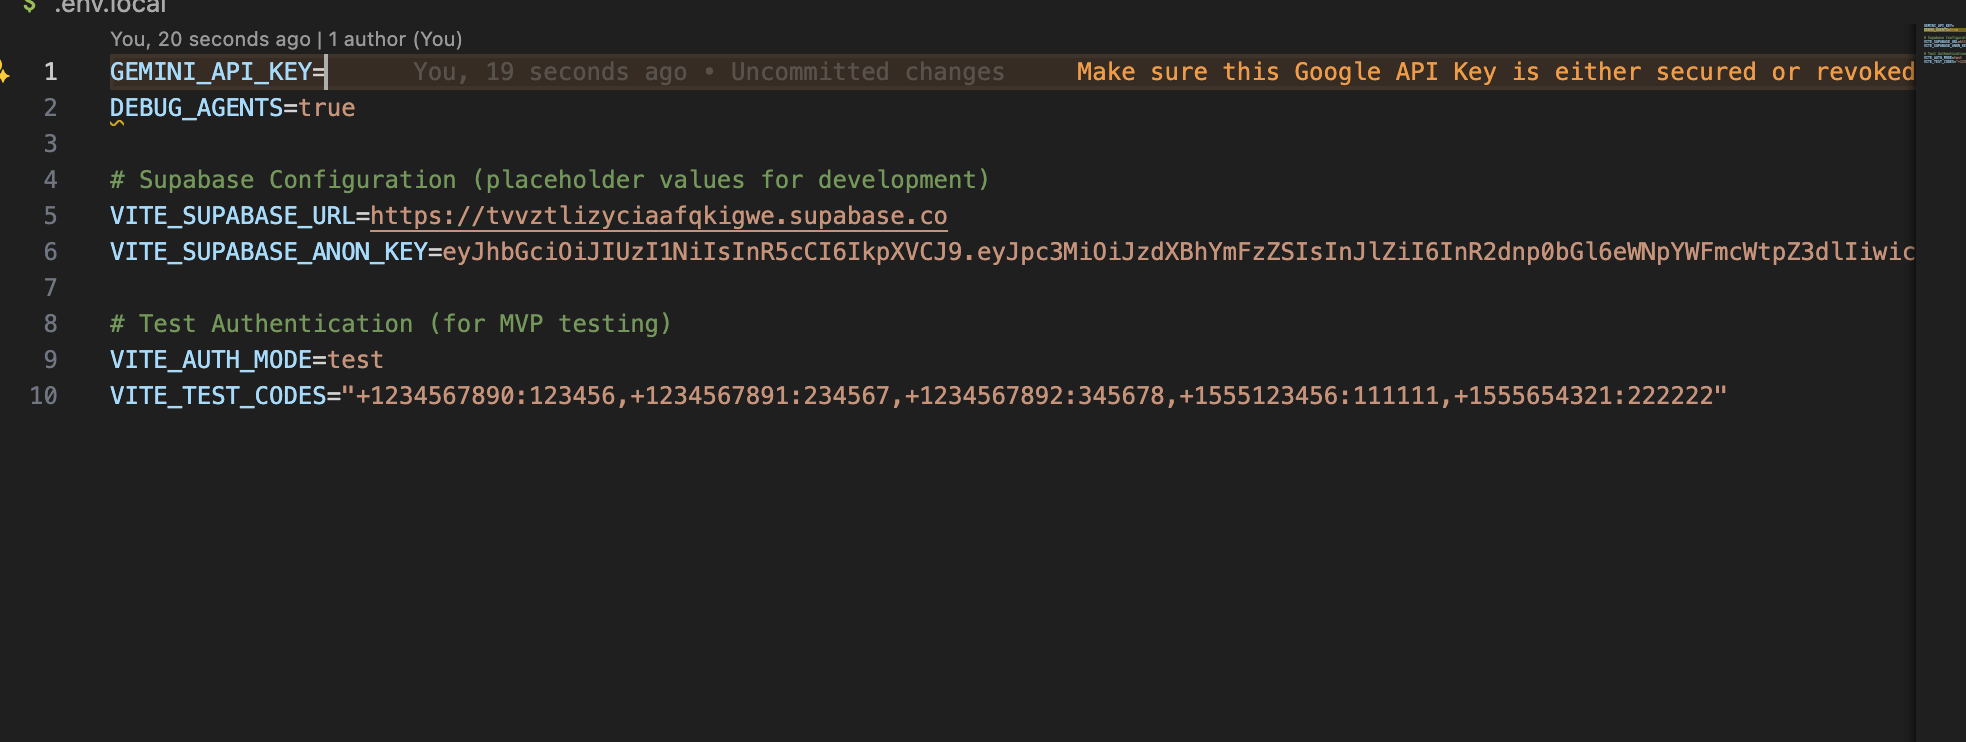 $ .env.local
You, 20 seconds ago | 1 author (You)
1 GEMINI_API_KEY= You, 19 seconds ago • Uncommitted changes Make sure this Google API Key is either secured or revoked
2 DEBUG_AGENTS=true
3
4 # Supabase Configuration (placeholder values for development)
5 VITE_SUPABASE_URL=https://tvvztlizyciaafqkigwe.supabase.co
6 VITE_SUPABASE_ANON_KEY=eyJhbGciOiJIUzI1NiIsInR5cCI6IkpXVCJ9.eyJpc3MiOiJzdXBhYmFzZSIsInJlZiI6InR2dnp0bGl6eWNpYWFmcWtpZ3dlIiwic
7
8 # Test Authentication (for MVP testing)
9 VITE_AUTH_MODE=test
10 VITE_TEST_CODES="+1234567890:123456,+1234567891:234567,+1234567892:345678,+1555123456:111111,+1555654321:222222"